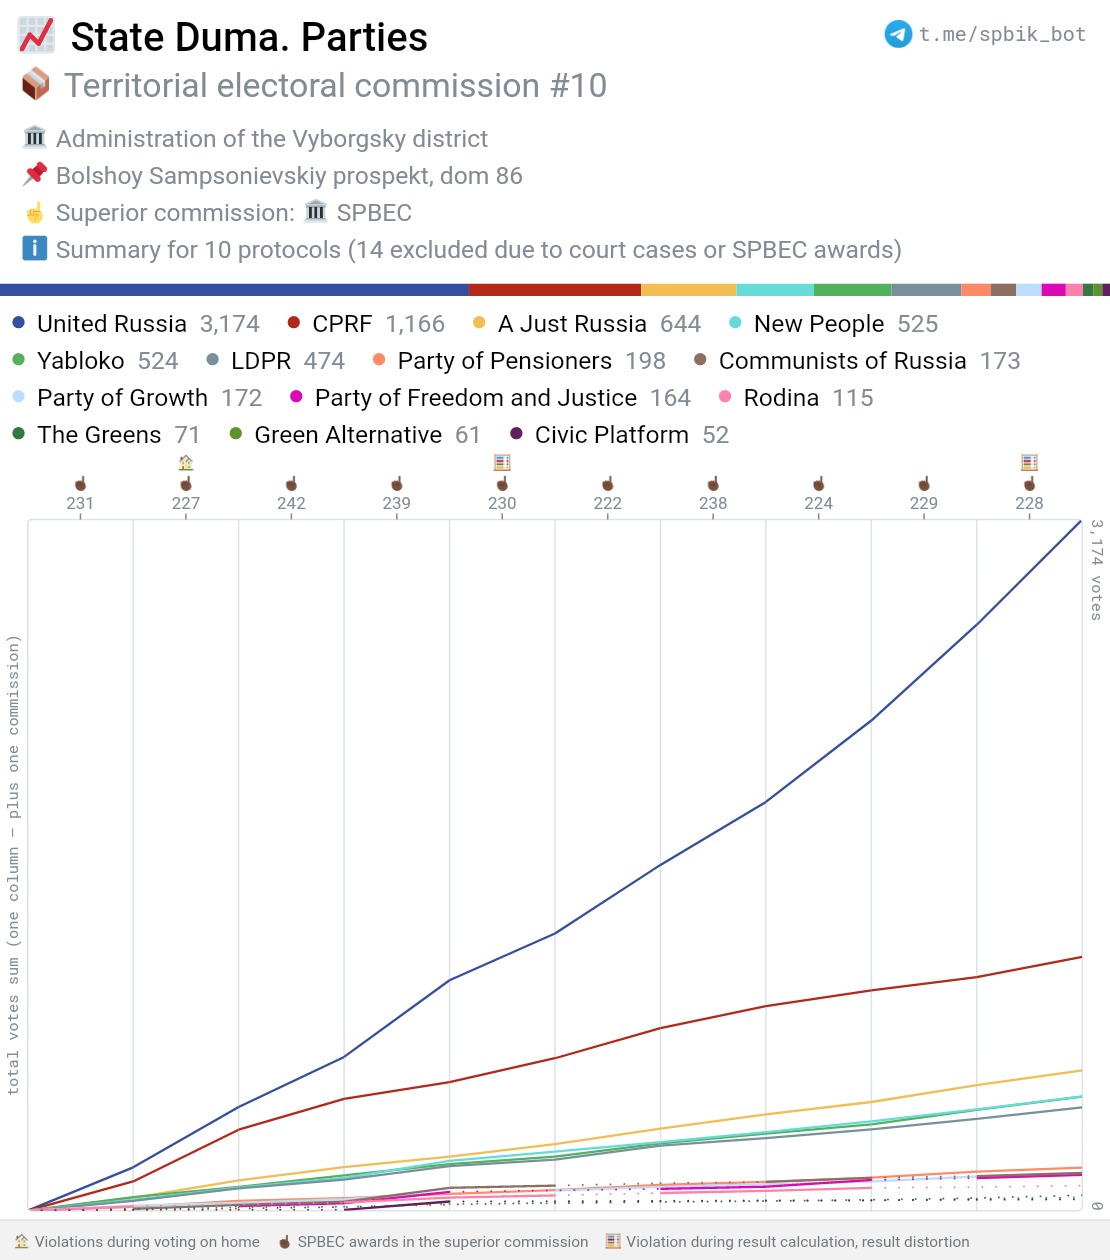 State Duma. Parties
t.me/spbik_bot
Territorial electoral commission #10
Administration of the Vyborgsky district
Bolshoy Sampsonievskiy prospekt, dom 86
Superior commission: SPBEC
Summary for 10 protocols (14 excluded due to court cases or SPBEC awards)
United Russia 3,174 CPRF 1,166 A Just Russia 644 New People 525
Yabloko 524 LDPR 474 Party of Pensioners 198 Communists of Russia 173
Party of Growth 172 Party of Freedom and Justice 164 Rodina 115
The Greens 71 Green Alternative 61 Civic Platform 52
231 227 242 239 230 222 238 224 229 228
3,174 votes
total votes sum (one column – plus one commission)
0
Violations during voting on home SPBEC awards in the superior commission Violation during result calculation, result distortion